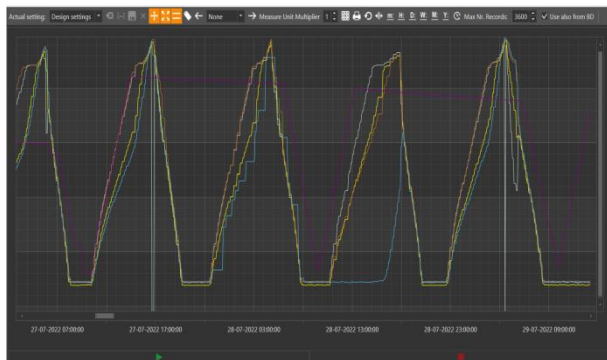 Actual setting: Design settings None Measure Unit Multiplier 1 m: H: D: W: M: Y: Max Nr. Records: 3600 Use also from BD
27-07-2022 07:00:00 27-07-2022 17:00:00 28-07-2022 03:00:00 28-07-2022 13:00:00 28-07-2022 23:00:00 29-07-2022 09:00:00